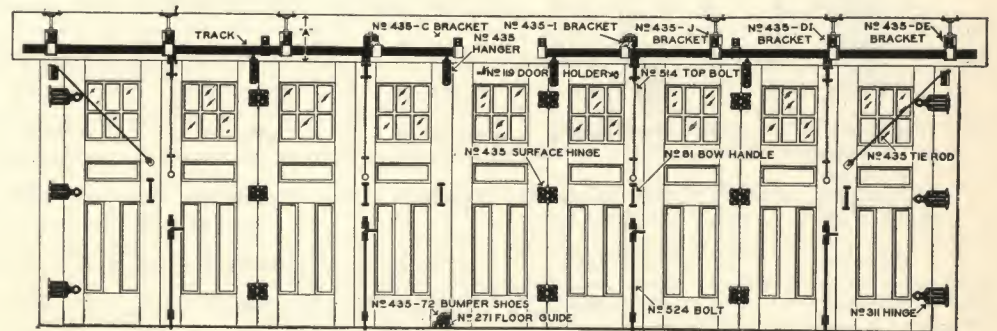 "A"
Nº 435-C BRACKET
Nº 435-I BRACKET
Nº 435-J
BRACKET
Nº 435-DI
BRACKET
Nº 435-DE
BRACKET
TRACK
Nº 435
HANGER
Nº 119 DOOR HOLDER
Nº 514 TOP BOLT
Nº 435 SURFACE HINGE
Nº 81 BOW HANDLE
Nº 435 TIE ROD
Nº 435-72 BUMPER SHOES
Nº 271 FLOOR GUIDE
Nº 524 BOLT
Nº 311 HINGE